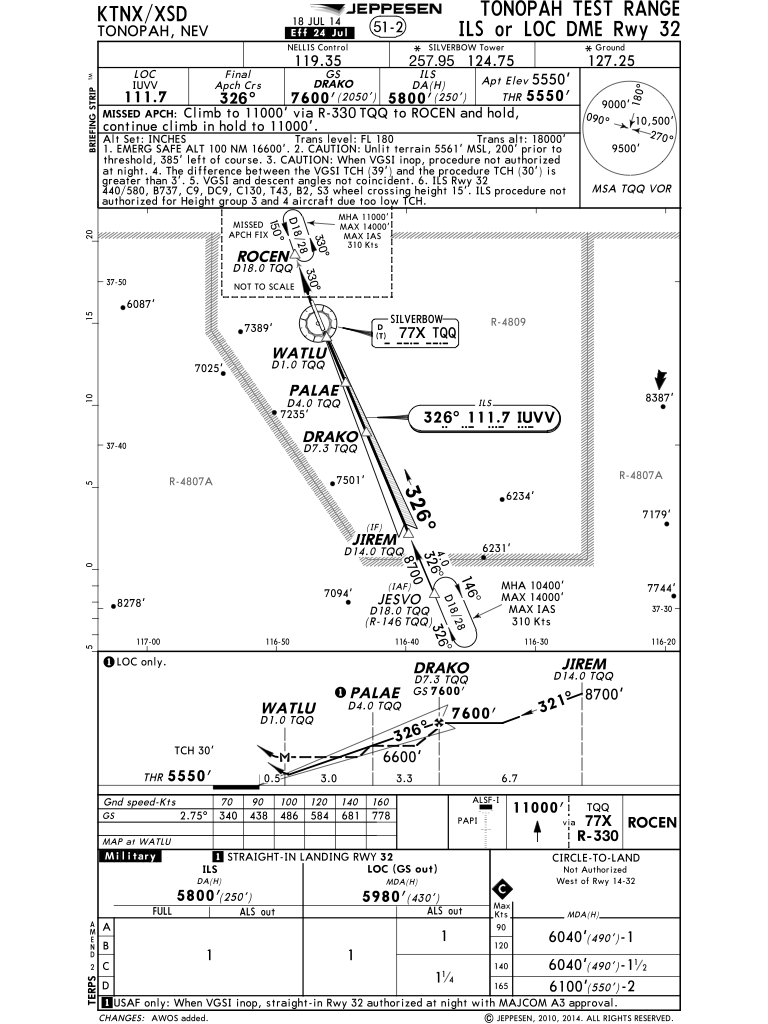 KTNX/XSD
TONOPAH, NEV
JEPPESEN
18 JUL 14
Eff 24 Jul
51-2
TONOPAH TEST RANGE
ILS or LOC DME Rwy 32
BRIEFING STRIP TM
NELLIS Control
119.35
* SILVERBOW Tower
257.95 124.75
* Ground
127.25
LOC
IUVV
111.7
Final
Apch Crs
326°
GS
DRAKO
7600' (2050')
ILS
DA(H)
5800' (250')
Apt Elev 5550'
THR 5550'
MISSED APCH: Climb to 11000' via R-330 TQQ to ROCEN and hold,
continue climb in hold to 11000'.
Alt Set: INCHES Trans level: FL 180 Trans alt: 18000'
1. EMERG SAFE ALT 100 NM 16600'. 2. CAUTION: Unlit terrain 5561' MSL, 200' prior to
threshold, 385' left of course. 3. CAUTION: When VGSI inop, procedure not authorized
at night. 4. The difference between the VGSI TCH (39') and the procedure TCH (30') is
greater than 3'. 5. VGSI and descent angles not coincident. 6. ILS Rwy 32
440/580, B737, C9, DC9, C130, T43, B2, S3 wheel crossing height 15'. ILS procedure not
authorized for Height group 3 and 4 aircraft due too low TCH.
9000'
180°
090°
10,500'
270°
9500'
MSA TQQ VOR
MISSED
APCH FIX
150°
D18/28
330°
MHA 11000'
MAX 14000'
MAX IAS
310 Kts
ROCEN
D18.0 TQQ
330°
NOT TO SCALE
20
37-50
6087'
15
7389'
SILVERBOW
D
(T)
77X TQQ
R-4809
WATLU
D1.0 TQQ
7025'
PALAE
D4.0 TQQ
7235'
8387'
10
ILS
326° 111.7 IUVV
DRAKO
D7.3 TQQ
37-40
R-4807A
R-4807A
7501'
5
326°
6234'
7179'
(IF)
JIREM
D14.0 TQQ
6231'
0
4.0
326°
8700
146°
7094'
(IAF)
JESVO
D18.0 TQQ
(R-146 TQQ)
D18/28
326°
MHA 10400'
MAX 14000'
MAX IAS
310 Kts
8278'
7744'
37-30
5
117-00
116-50
116-40
116-30
116-20
1 LOC only.
WATLU
D1.0 TQQ
1 PALAE
D4.0 TQQ
DRAKO
D7.3 TQQ
GS 7600'
JIREM
D14.0 TQQ
8700'
321°
7600'
326°
6600'
M
TCH 30'
THR 5550'
0.5
3.0
3.3
6.7
Gnd speed-Kts 70 90 100 120 140 160
GS 2.75° 340 438 486 584 681 778
MAP at WATLU
ALSF-I
PAPI
11000'
via
TQQ
77X
R-330
ROCEN
Military
1 STRAIGHT-IN LANDING RWY 32
ILS
DA(H)
5800' (250')
FULL
ALS out
LOC (GS out)
MDA(H)
5980' (430')
ALS out
CIRCLE-TO-LAND
Not Authorized
West of Rwy 14-32
C
Max
Kts
MDA(H)
A
B
C
D
1
1
1
1¼
90
120
6040' (490')-1
140
6040' (490')-1½
165
6100' (550')-2
TERPS AMEND 2
1 USAF only: When VGSI inop, straight-in Rwy 32 authorized at night with MAJCOM A3 approval.
CHANGES: AWOS added.
© JEPPESEN, 2010, 2014. ALL RIGHTS RESERVED.